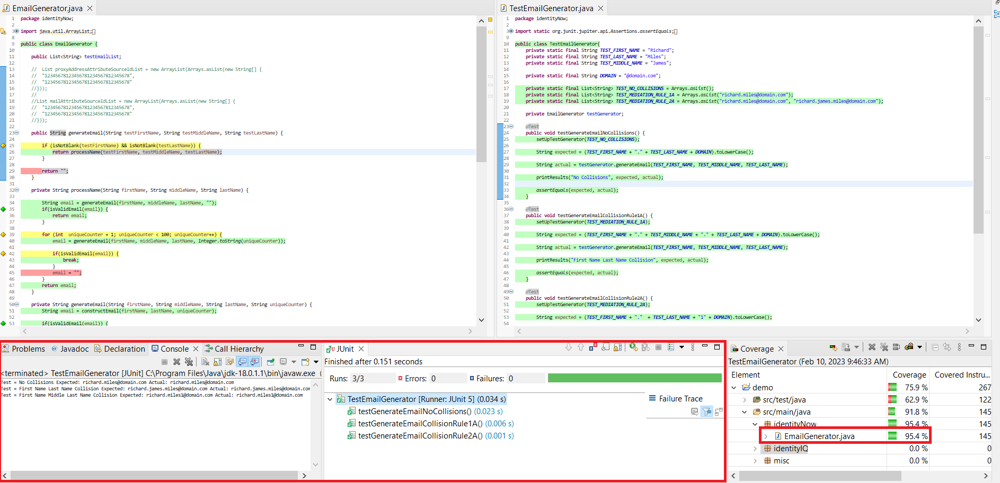 EmailGenerator.java
1 package identityNow;
2
3 import java.util.ArrayList;
8
9 public class EmailGenerator {
10
11 public List<String> testEmailList;
12
13 //  List proxyAddressAttributeSourceIdList = new ArrayList(Arrays.asList(new String[] {
14 //  "12345678123456781234567812345678",
15 //  "12345678123456781234567812345678"
16 //}));
17 //
18 //List mailAttributeSourceIdList = new ArrayList(Arrays.asList(new String[] {
19 //  "12345678123456781234567812345678",
20 //  "12345678123456781234567812345678"
21 //}));
22
23 public String generateEmail(String testFirstName, String testMiddleName, String testLastName) {
24
25 if (isNotBlank(testFirstName) && isNotBlank(testLastName)) {
26 return processName(testFirstName, testMiddleName, testLastName);
27 }
28
29 return "";
30 }
31
32 private String processName(String firstName, String middleName, String lastName) {
33
34 String email = generateEmail(firstName, middleName, lastName, "");
35 if(isValidEmail(email)) {
36 return email;
37 }
38
39 for (int  uniqueCounter = 1; uniqueCounter < 100; uniqueCounter++) {
40 email = generateEmail(firstName, middleName, lastName, Integer.toString(uniqueCounter));
41
42 if(isValidEmail(email)) {
43 break;
44 }
45 email = "";
46 }
47 return email;
48 }
49
50 private String generateEmail(String firstName, String middleName, String lastName, String uniqueCounter) {
51 String email = constructEmail(firstName, lastName, uniqueCounter);
52
53 if(isValidEmail(email)) {
TestEmailGenerator.java
1 package identityNow;
2
3 import static org.junit.jupiter.api.Assertions.assertEquals;
9
10 public class TestEmailGenerator{
11 private static final String TEST_FIRST_NAME = "Richard";
12 private static final String TEST_LAST_NAME = "Miles";
13 private static final String TEST_MIDDLE_NAME = "James";
14
15 private static final String DOMAIN = "@domain.com";
16
17 private static final List<String> TEST_NO_COLLISIONS = Arrays.asList();
18 private static final List<String> TEST_MEDIATION_RULE_1A = Arrays.asList("richard.miles@domain.com");
19 private static final List<String> TEST_MEDIATION_RULE_2A = Arrays.asList("richard.miles@domain.com", "richard.james.miles@domain.com");
20
21 private EmailGenerator testGenerator;
22
23 @Test
24 public void testGenerateEmailNoCollisions() {
25 setUpTestGenerator(TEST_NO_COLLISIONS);
26
27 String expected = (TEST_FIRST_NAME + "." + TEST_LAST_NAME + DOMAIN).toLowerCase();
28
29 String actual = testGenerator.generateEmail(TEST_FIRST_NAME, TEST_MIDDLE_NAME, TEST_LAST_NAME);
30
31 printResults("No Collisions", expected, actual);
32
33 assertEquals(expected, actual);
34 }
35
36 @Test
37 public void testGenerateEmailCollisionRule1A() {
38 setUpTestGenerator(TEST_MEDIATION_RULE_1A);
39
40 String expected = (TEST_FIRST_NAME + "." + TEST_MIDDLE_NAME + "." + TEST_LAST_NAME + DOMAIN).toLowerCase();
41
42 String actual = testGenerator.generateEmail(TEST_FIRST_NAME, TEST_MIDDLE_NAME, TEST_LAST_NAME);
43
44 printResults("First Name Last Name Collision", expected, actual);
45
46 assertEquals(expected, actual);
47 }
48
49 @Test
50 public void testGenerateEmailCollisionRule2A() {
51 setUpTestGenerator(TEST_MEDIATION_RULE_2A);
52
53 String expected = (TEST_FIRST_NAME + "."  + TEST_LAST_NAME + "1" + DOMAIN).toLowerCase();
54
Problems @ Javadoc Declaration Console Call Hierarchy
<terminated> TestEmailGenerator [JUnit] C:\Program Files\Java\jdk-18.0.1.1\bin\javaw.exe (
Test = No Collisions Expected: richard.miles@domain.com Actual: richard.miles@domain.com
Test = First Name Last Name Collision Expected: richard.james.miles@domain.com Actual: richard.james.miles@domain.com
Test = First Name Middle Last Name Collision Expected: richard.miles1@domain.com Actual: richard.miles1@domain.com
JUnit
Finished after 0.151 seconds
Runs: 3/3 Errors: 0 Failures: 0
TestEmailGenerator [Runner: JUnit 5] (0.034 s)
testGenerateEmailNoCollisions() (0.023 s)
testGenerateEmailCollisionRule1A() (0.006 s)
testGenerateEmailCollisionRule2A() (0.001 s)
Failure Trace
Coverage
TestEmailGenerator (Feb 10, 2023 9:46:33 AM)
Element Coverage Covered Instru...
demo 75.9 % 267
src/test/java 62.9 % 122
src/main/java 91.8 % 145
identityNow 95.4 % 145
EmailGenerator.java 95.4 % 145
identityIQ 0.0 % 0
misc 0.0 % 0